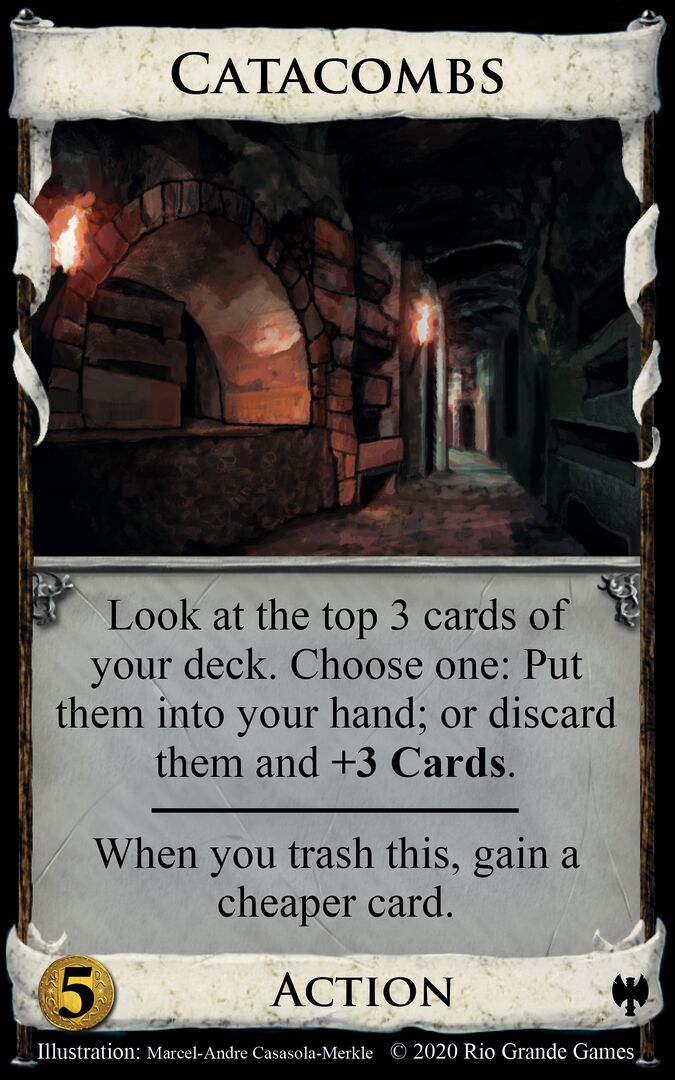 CATACOMBS
Look at the top 3 cards of
your deck. Choose one: Put
them into your hand; or discard
them and +3 Cards.
When you trash this, gain a
cheaper card.
5
ACTION
Illustration: Marcel-Andre Casasola-Merkle © 2020 Rio Grande Games